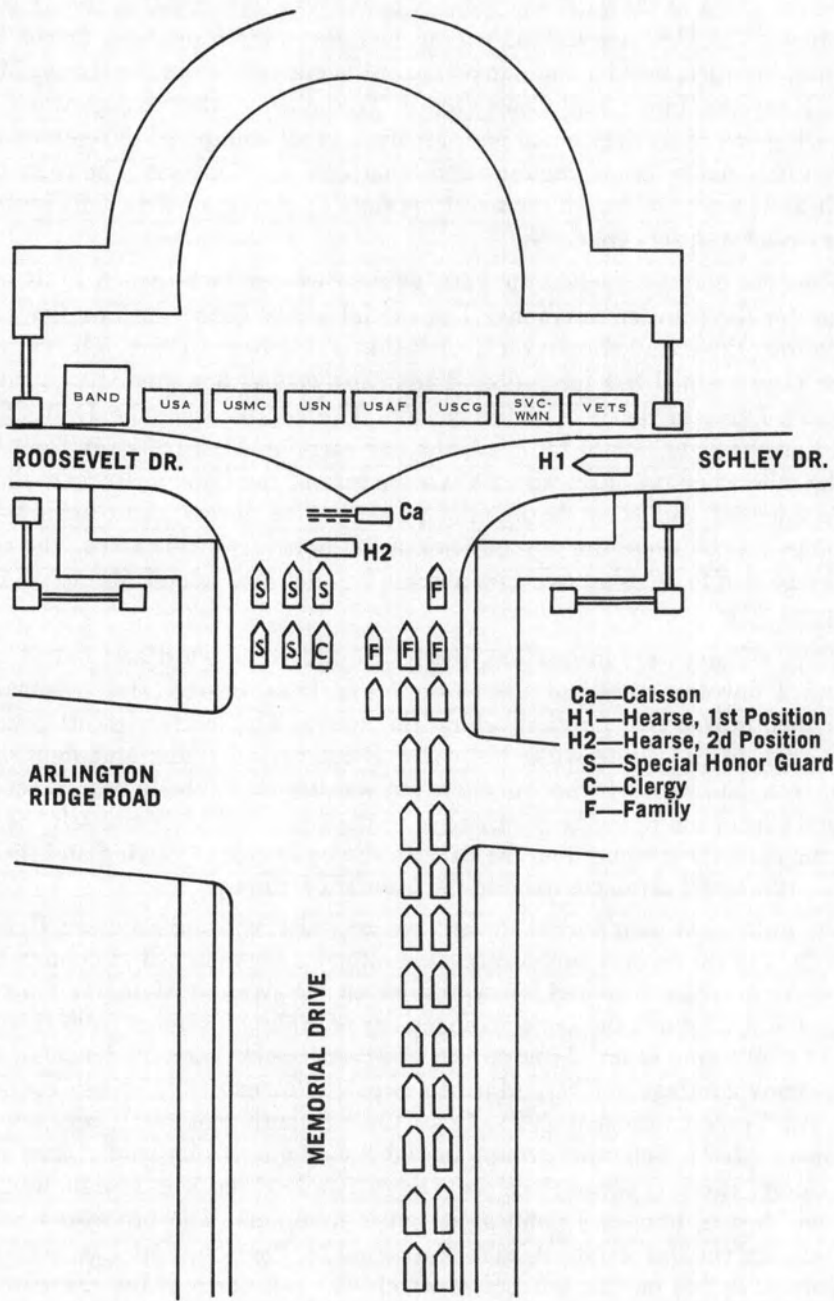 BAND
USA
USMC
USN
USAF
USCG
SVC-
WMN
VETS
ROOSEVELT DR.
H1
SCHLEY DR.
Ca
H2
S S S F
S S C F F F
Ca—Caisson
H1—Hearse, 1st Position
H2—Hearse, 2d Position
S—Special Honor Guard
C—Clergy
F—Family
ARLINGTON
RIDGE ROAD
MEMORIAL DRIVE